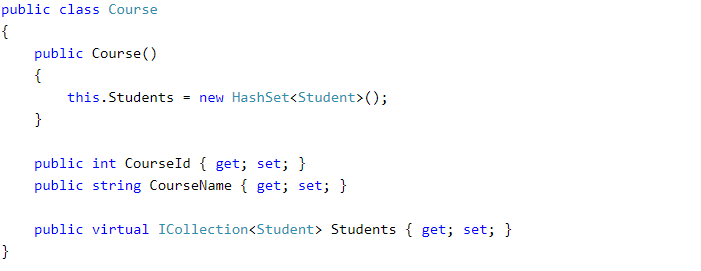 public class Course
{
    public Course()
    {
        this.Students = new HashSet<Student>();
    }

    public int CourseId { get; set; }
    public string CourseName { get; set; }

    public virtual ICollection<Student> Students { get; set; }
}